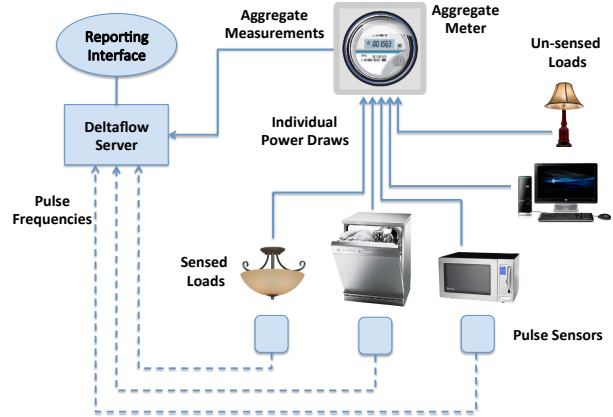 Aggregate
Measurements
Aggregate
Meter
Reporting
Interface
Un-sensed
Loads
001563
Deltaflow
Server
Individual
Power Draws
Pulse
Frequencies
Sensed
Loads
Pulse Sensors